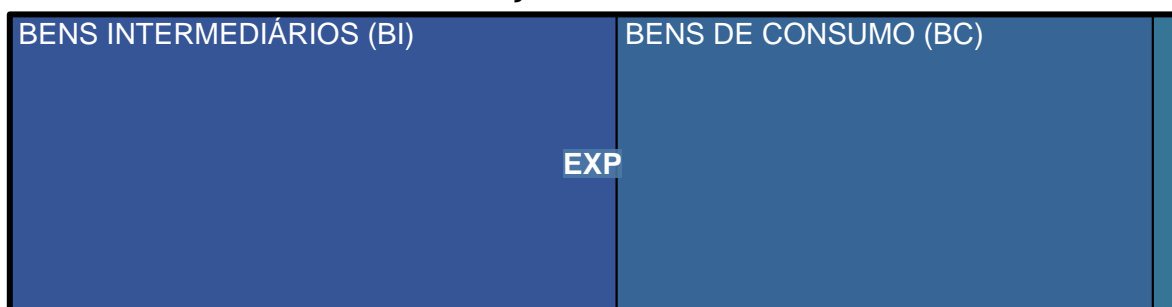 BENS INTERMEDIÁRIOS (BI)
BENS DE CONSUMO (BC)
EXP